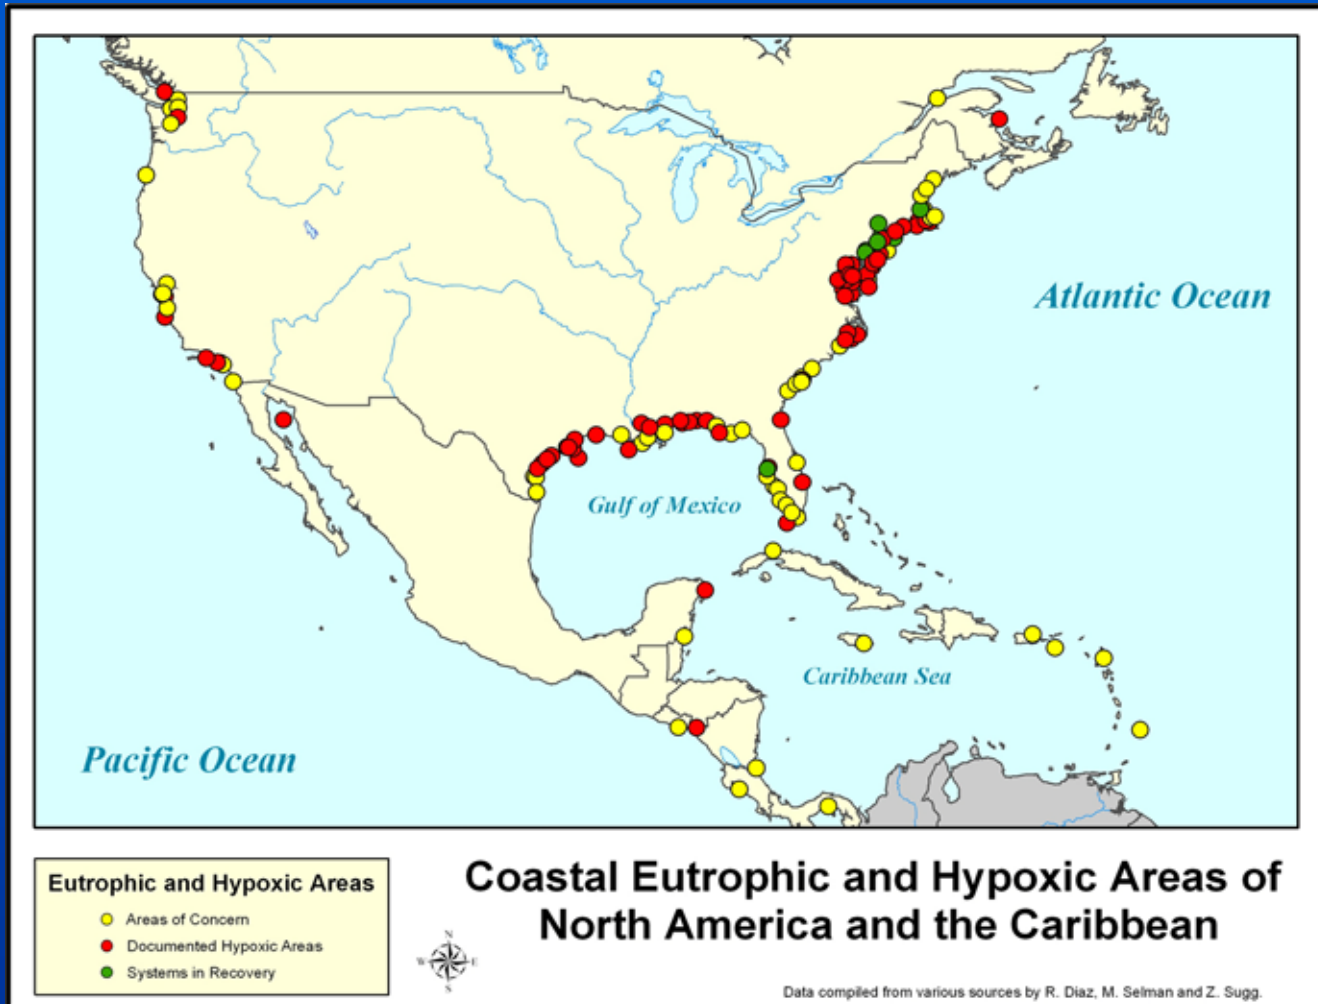 Atlantic Ocean
Gulf of Mexico
Caribbean Sea
Pacific Ocean
Eutrophic and Hypoxic Areas
Areas of Concern
Documented Hypoxic Areas
Systems in Recovery
N
W E
S
Coastal Eutrophic and Hypoxic Areas of
North America and the Caribbean
Data compiled from various sources by R. Diaz, M. Selman and Z. Sugg.